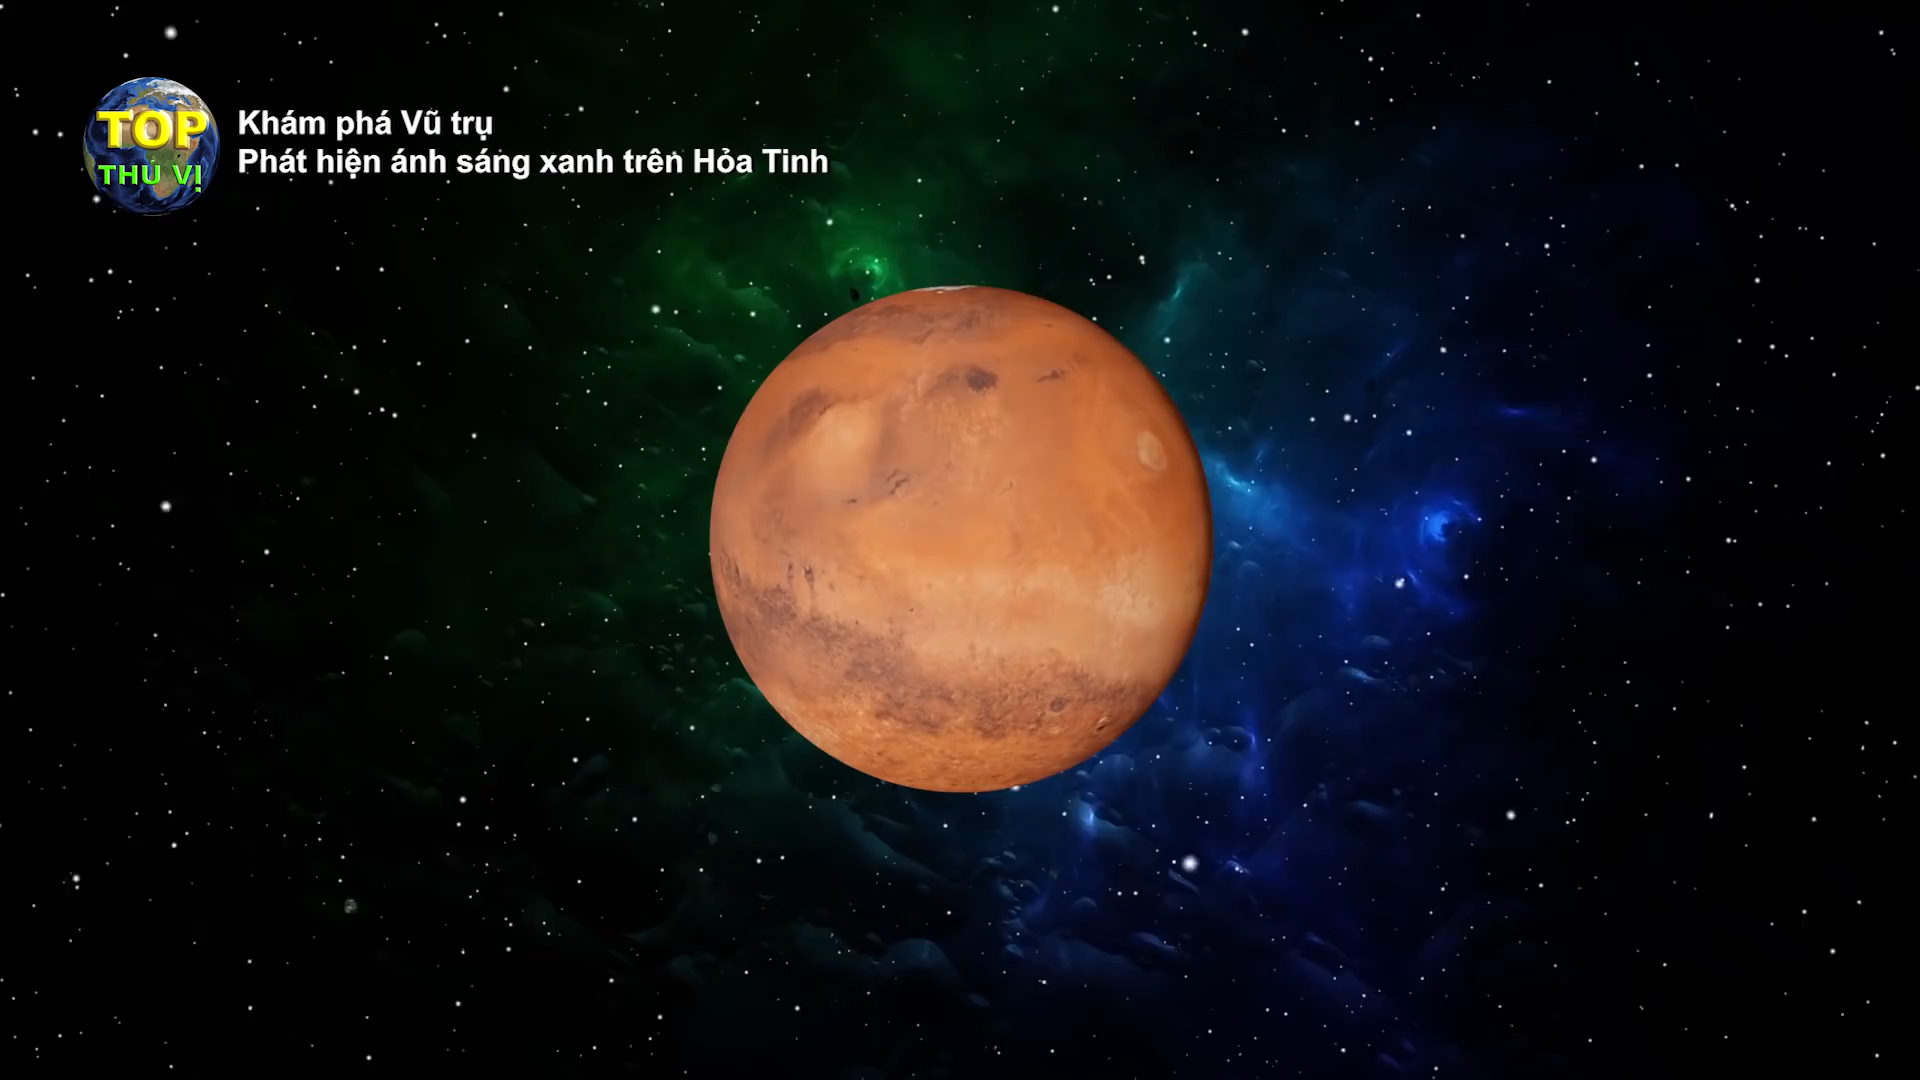 TOP
THÚ VỊ
Khám phá Vũ trụ
Phát hiện ánh sáng xanh trên Hỏa Tinh